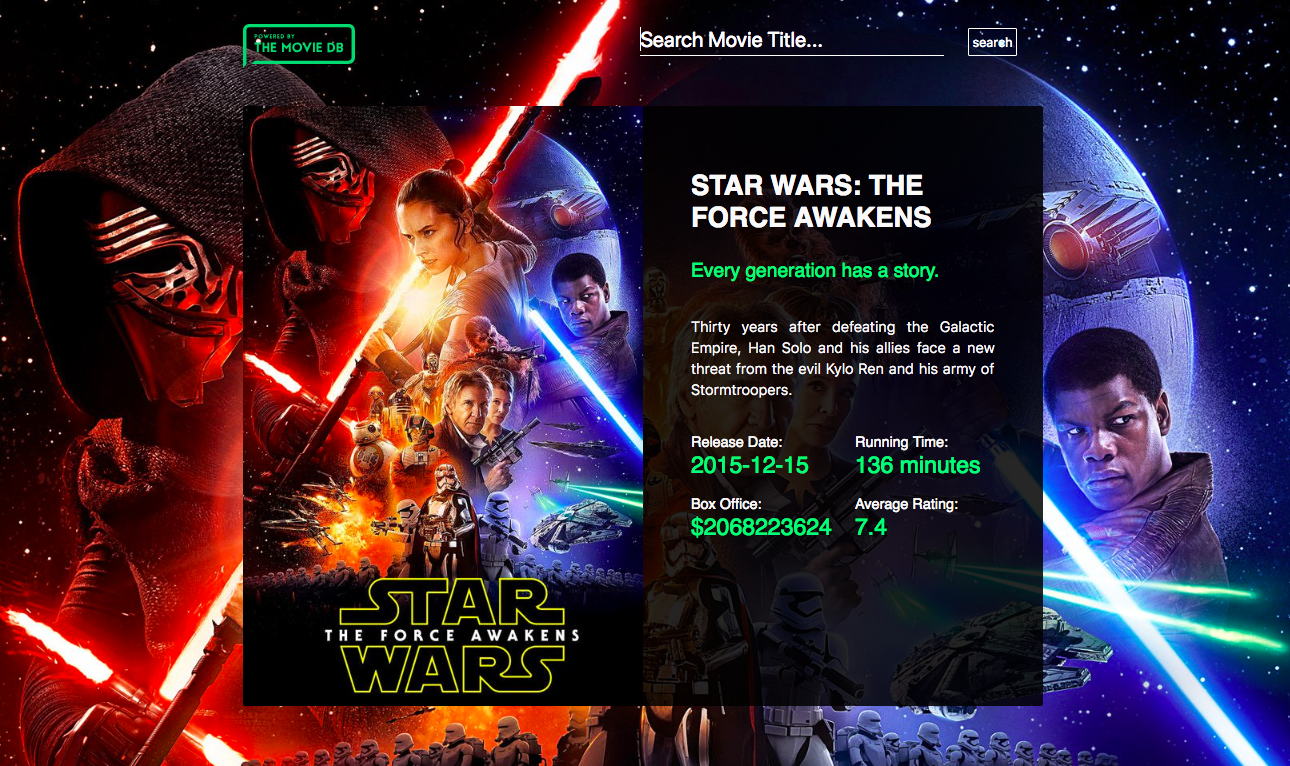 POWERED BY
THE MOVIE DB
Search Movie Title...
search
STAR WARS: THE
FORCE AWAKENS
Every generation has a story.
Thirty years after defeating the Galactic
Empire, Han Solo and his allies face a new
threat from the evil Kylo Ren and his army of
Stormtroopers.
Release Date:
2015-12-15
Running Time:
136 minutes
Box Office:
$2068223624
Average Rating:
7.4
STAR
THE FORCE AWAKENS
WARS